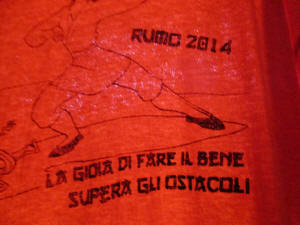 RUMO 2014
LA GIOIA DI FARE IL BENE
SUPERA GLI OSTACOLI